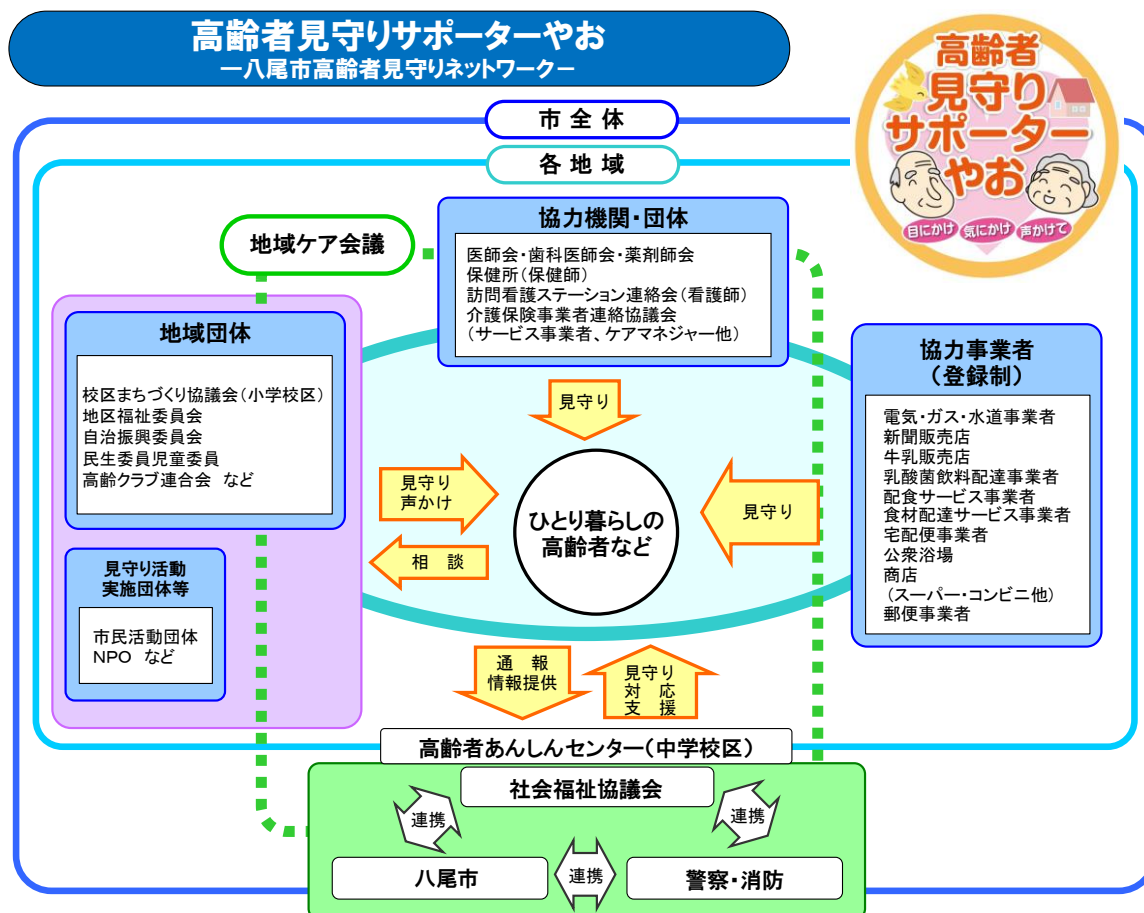 高齢者見守りサポーターやお
―八尾市高齢者見守りネットワーク―
高齢者
見守り
サポーター
やお
目にかけ 気にかけ 声かけて
市全体
各地域
地域ケア会議
協力機関・団体
医師会・歯科医師会・薬剤師会
保健所(保健師)
訪問看護ステーション連絡会(看護師)
介護保険事業者連絡協議会
(サービス事業者、ケアマネジャー他)
地域団体
校区まちづくり協議会(小学校区)
地区福祉委員会
自治振興委員会
民生委員児童委員
高齢クラブ連合会 など
見守り活動
実施団体等
市民活動団体
NPO など
協力事業者
(登録制)
電気・ガス・水道事業者
新聞販売店
牛乳販売店
乳酸菌飲料配達事業者
配食サービス事業者
食材配達サービス事業者
宅配便事業者
公衆浴場
商店
(スーパー・コンビニ他)
郵便事業者
見守り
見守り
声かけ
相 談
ひとり暮らしの
高齢者など
見守り
通 報
情報提供
見守り
対 応
支 援
高齢者あんしんセンター(中学校区)
社会福祉協議会
連携
連携
八尾市
連携
警察・消防